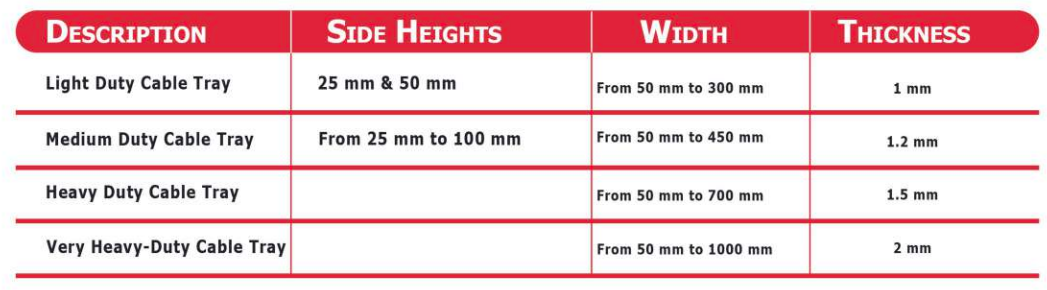 DESCRIPTION SIDE HEIGHTS WIDTH THICKNESS
Light Duty Cable Tray 25 mm & 50 mm From 50 mm to 300 mm 1 mm
Medium Duty Cable Tray From 25 mm to 100 mm From 50 mm to 450 mm 1.2 mm
Heavy Duty Cable Tray From 50 mm to 700 mm 1.5 mm
Very Heavy-Duty Cable Tray From 50 mm to 1000 mm 2 mm